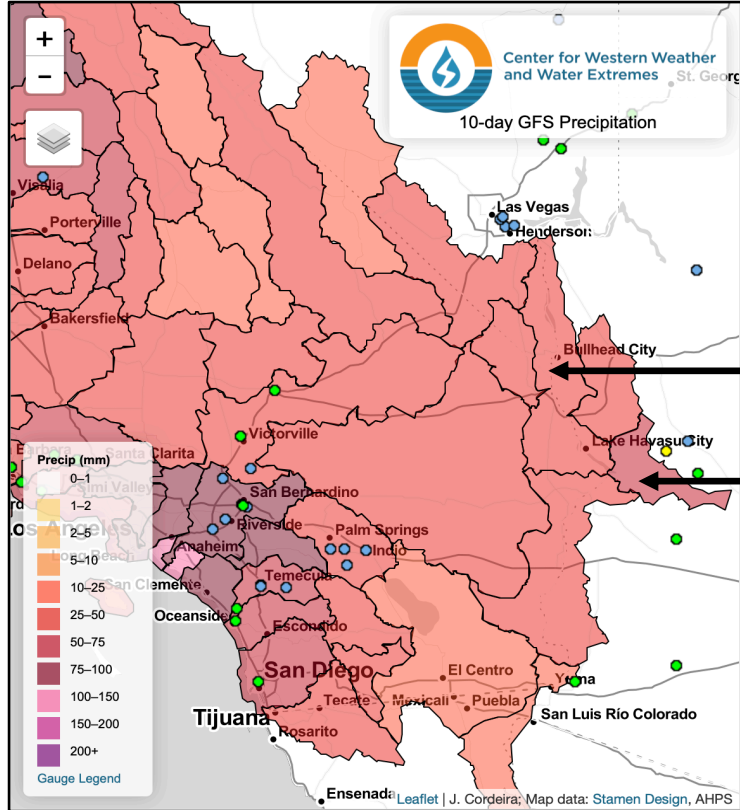 +
Center for Western Weather
and Water Extremes
−
St. Georg
10-day GFS Precipitation
Visalia
Las Vegas
Porterville
Henderson
Delano
Bakersfield
Bullhead City
Victorville
Lake Havasu City
Santa Clarita
Precip (mm)
0–1
Simi Valley
San Bernardino
1–2
Los Angeles
Riverside
Palm Springs
2–5
Anaheim
Indio
Long Beach
5–10
Temecula
10–25
San Clemente
Oceanside
25–50
Escondido
50–75
San Diego
El Centro
Yuma
75–100
Tecate
Mexicali
Puebla
100–150
Tijuana
San Luis Río Colorado
150–200
Rosarito
200+
Gauge Legend
Ensenada
Leaflet | J. Cordeira; Map data: Stamen Design, AHPS